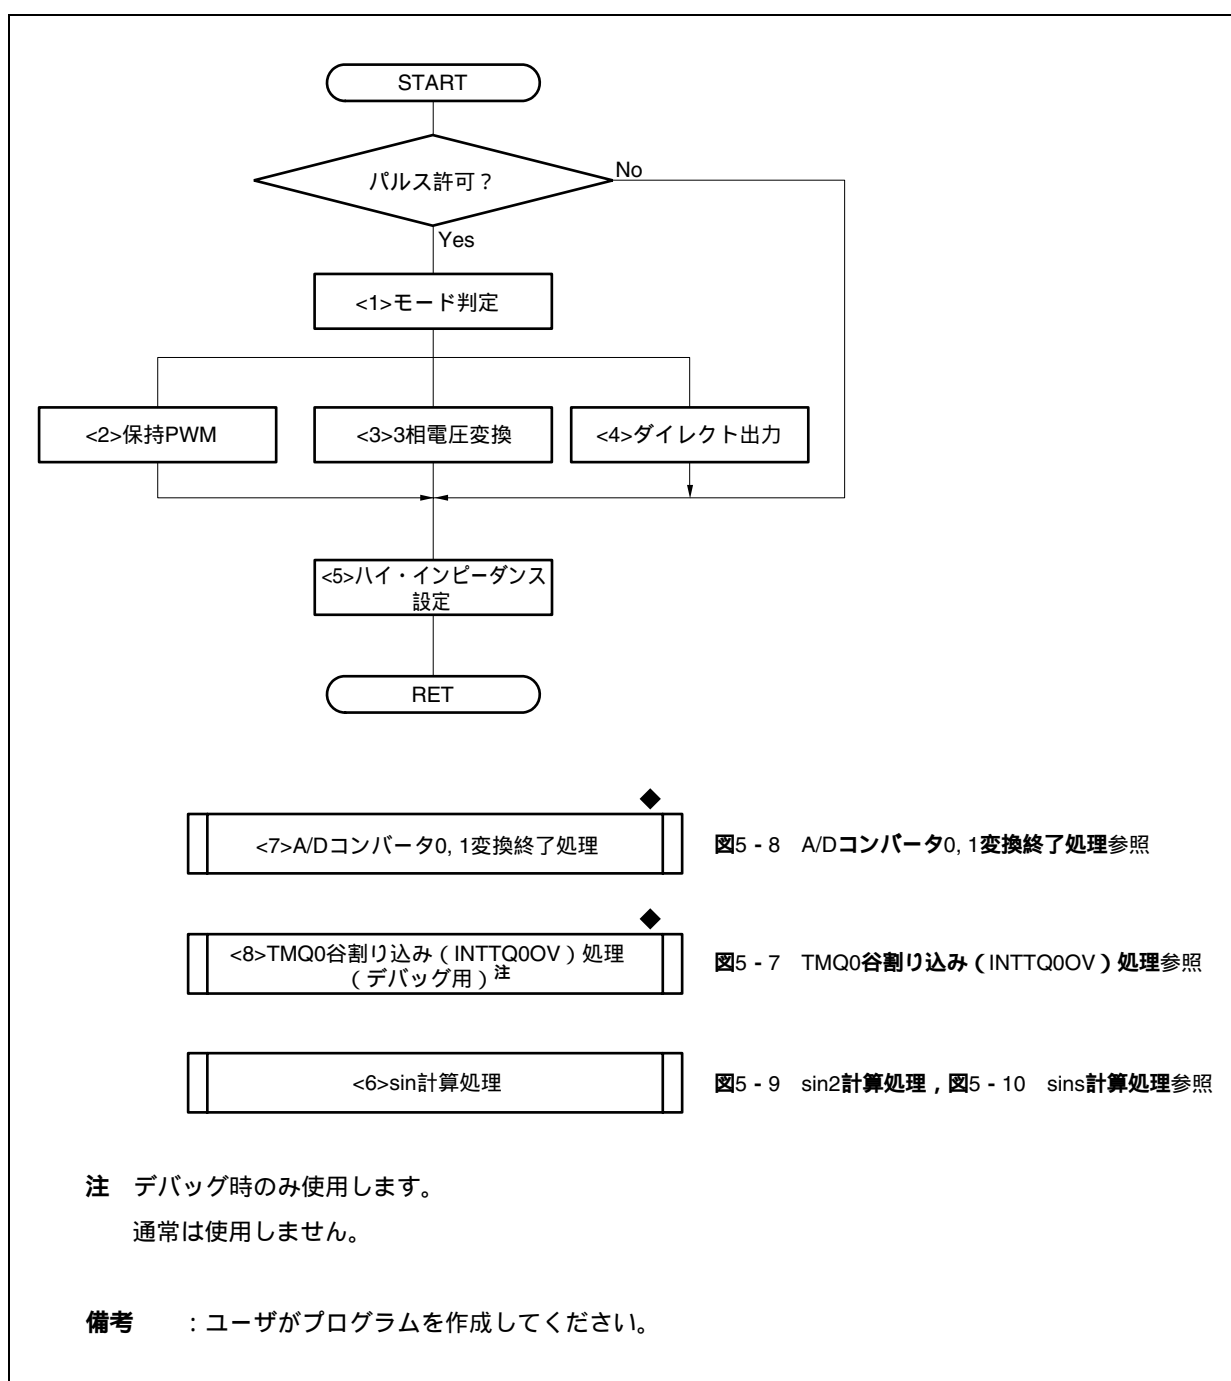 START
パルス許可？
No
Yes
<1>モード判定
<2>保持PWM
<3>3相電圧変換
<4>ダイレクト出力
<5>ハイ・インピーダンス
設定
RET
<7>A/Dコンバータ0, 1変換終了処理
図5 - 8 A/Dコンバータ0, 1変換終了処理参照
<8>TMQ0谷割り込み（INTTQ0OV）処理
（デバッグ用）注
図5 - 7 TMQ0谷割り込み（INTTQ0OV）処理参照
<6>sin計算処理
図5 - 9 sin2計算処理，図5 - 10 sins計算処理参照
注 デバッグ時のみ使用します。
通常は使用しません。
備考 ：ユーザがプログラムを作成してください。